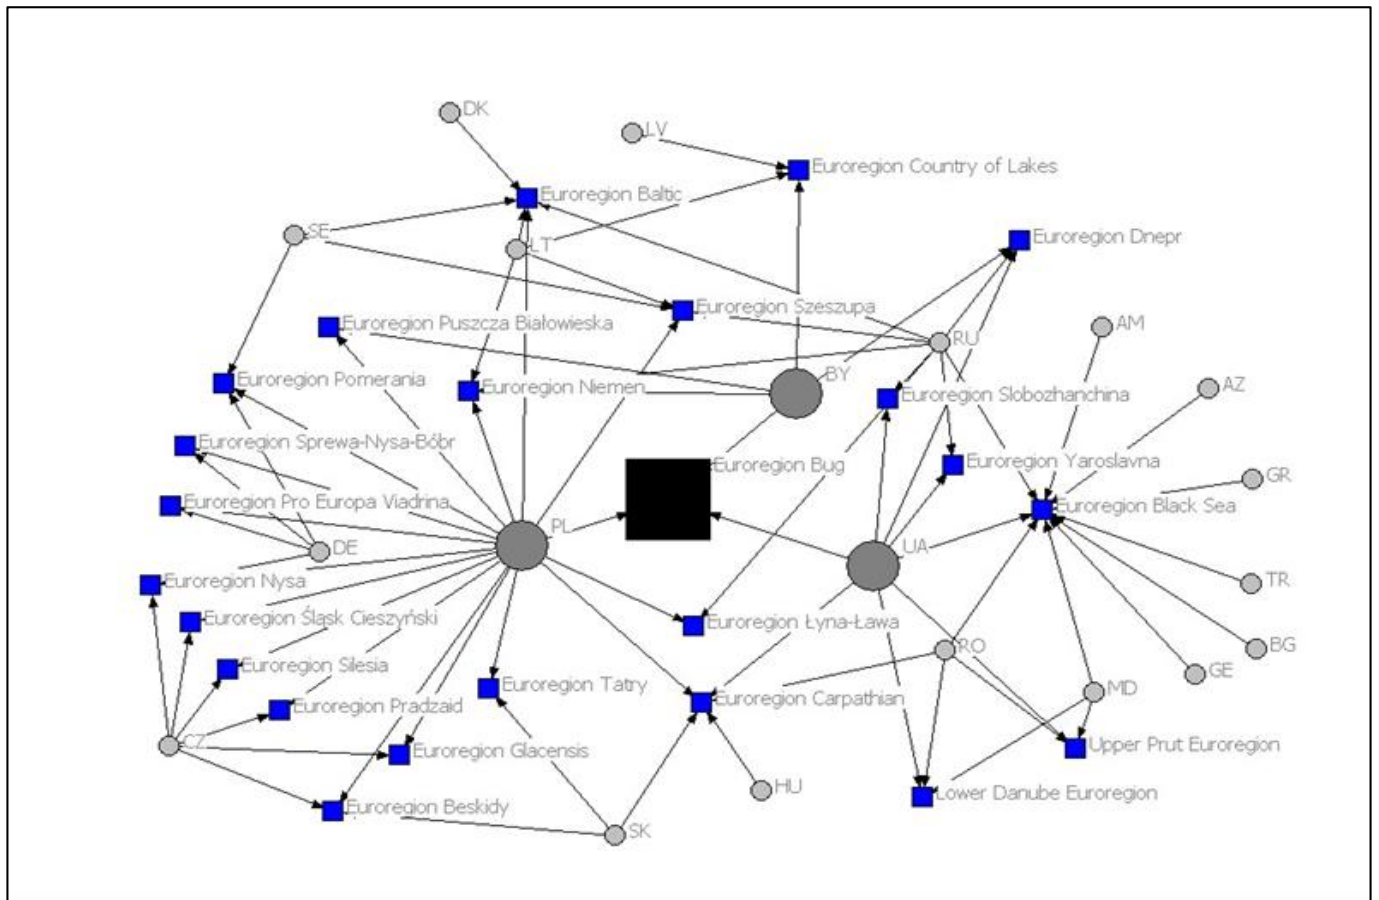 DK
LV
Euroregion Country of Lakes
Euroregion Baltic
SE
LT
Euroregion Dnepr
Euroregion Szeszupa
Euroregion Puszcza Białowieska
AM
RU
BY
Euroregion Pomerania
Euroregion Niemen
AZ
Euroregion Slobozhanchina
Euroregion Sprewa-Nysa-Bóbr
Euroregion Bug
Euroregion Yaroslavna
GR
Euroregion Pro Europa Viadrina
Euroregion Black Sea
PL
DE
UA
Euroregion Nysa
TR
Euroregion Śląsk Cieszyński
Euroregion Łyna-Ława
RO
BG
Euroregion Silesia
GE
Euroregion Tatry
MD
Euroregion Carpathian
Euroregion Pradzaid
CZ
Euroregion Glacensis
Upper Prut Euroregion
HU
Lower Danube Euroregion
Euroregion Beskidy
SK